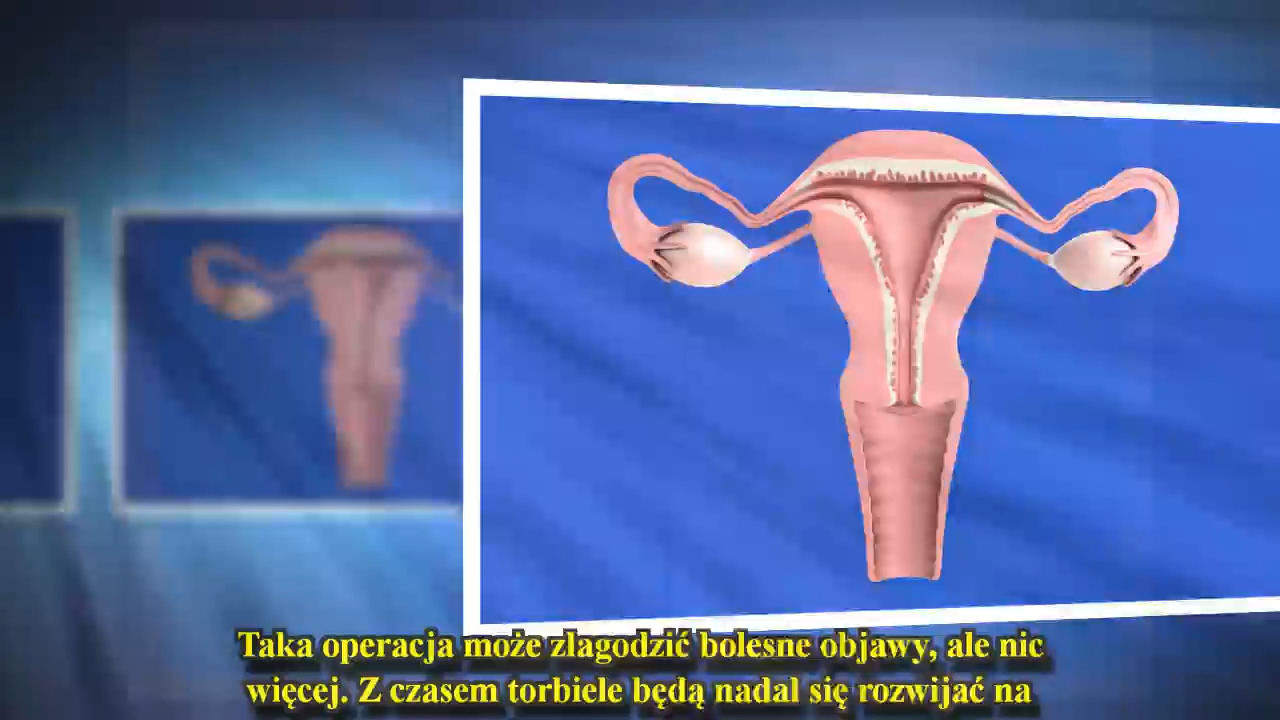 Taka operacja może złagodzić bolesne objawy, ale nic
więcej. Z czasem torbiele będą nadal się rozwijać na